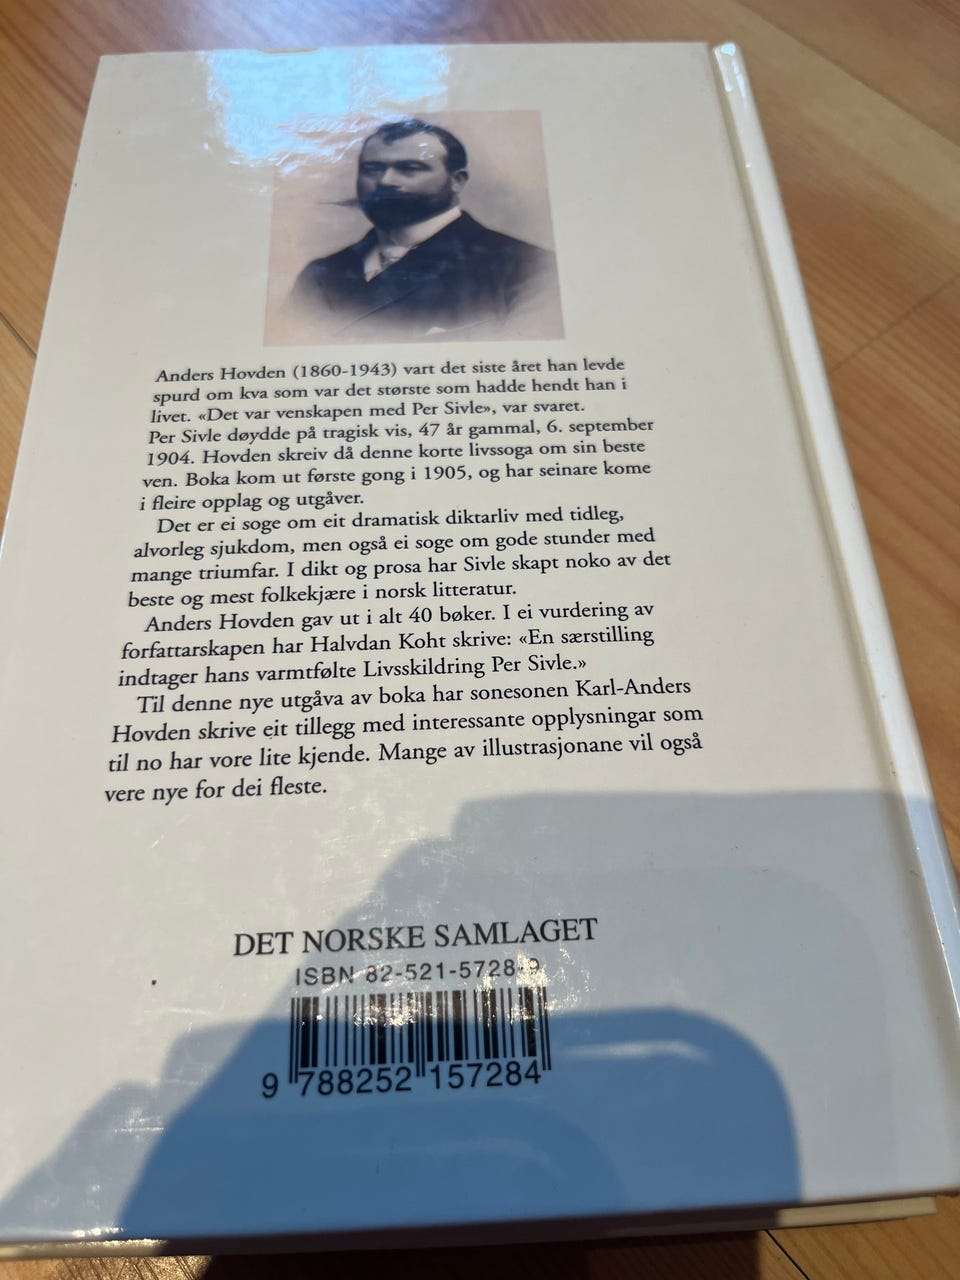 Anders Hovden (1860-1943) vart det siste året han levde
spurd om kva som var det største som hadde hendt han i
livet. «Det var venskapen med Per Sivle», var svaret.
Per Sivle døydde på tragisk vis, 47 år gammal, 6. september
1904. Hovden skreiv då denne korte livssoga om sin beste
ven. Boka kom ut første gong i 1905, og har seinare kome
i fleire opplag og utgåver.
Det er ei soge om eit dramatisk diktarliv med tidleg,
alvorleg sjukdom, men også ei soge om gode stunder med
mange triumfar. I dikt og prosa har Sivle skapt noko av det
beste og mest folkekjære i norsk litteratur.
Anders Hovden gav ut i alt 40 bøker. I ei vurdering av
forfattarskapen har Halvdan Koht skrive: «En særstilling
indtager hans varmtfølte Livsskildring Per Sivle.»
Til denne nye utgåva av boka har sonesonen Karl-Anders
Hovden skrive eit tillegg med interessante opplysningar som
til no har vore lite kjende. Mange av illustrasjonane vil også
vere nye for dei fleste.
DET NORSKE SAMLAGET
ISBN 82-521-5728-9
9 788252 157284